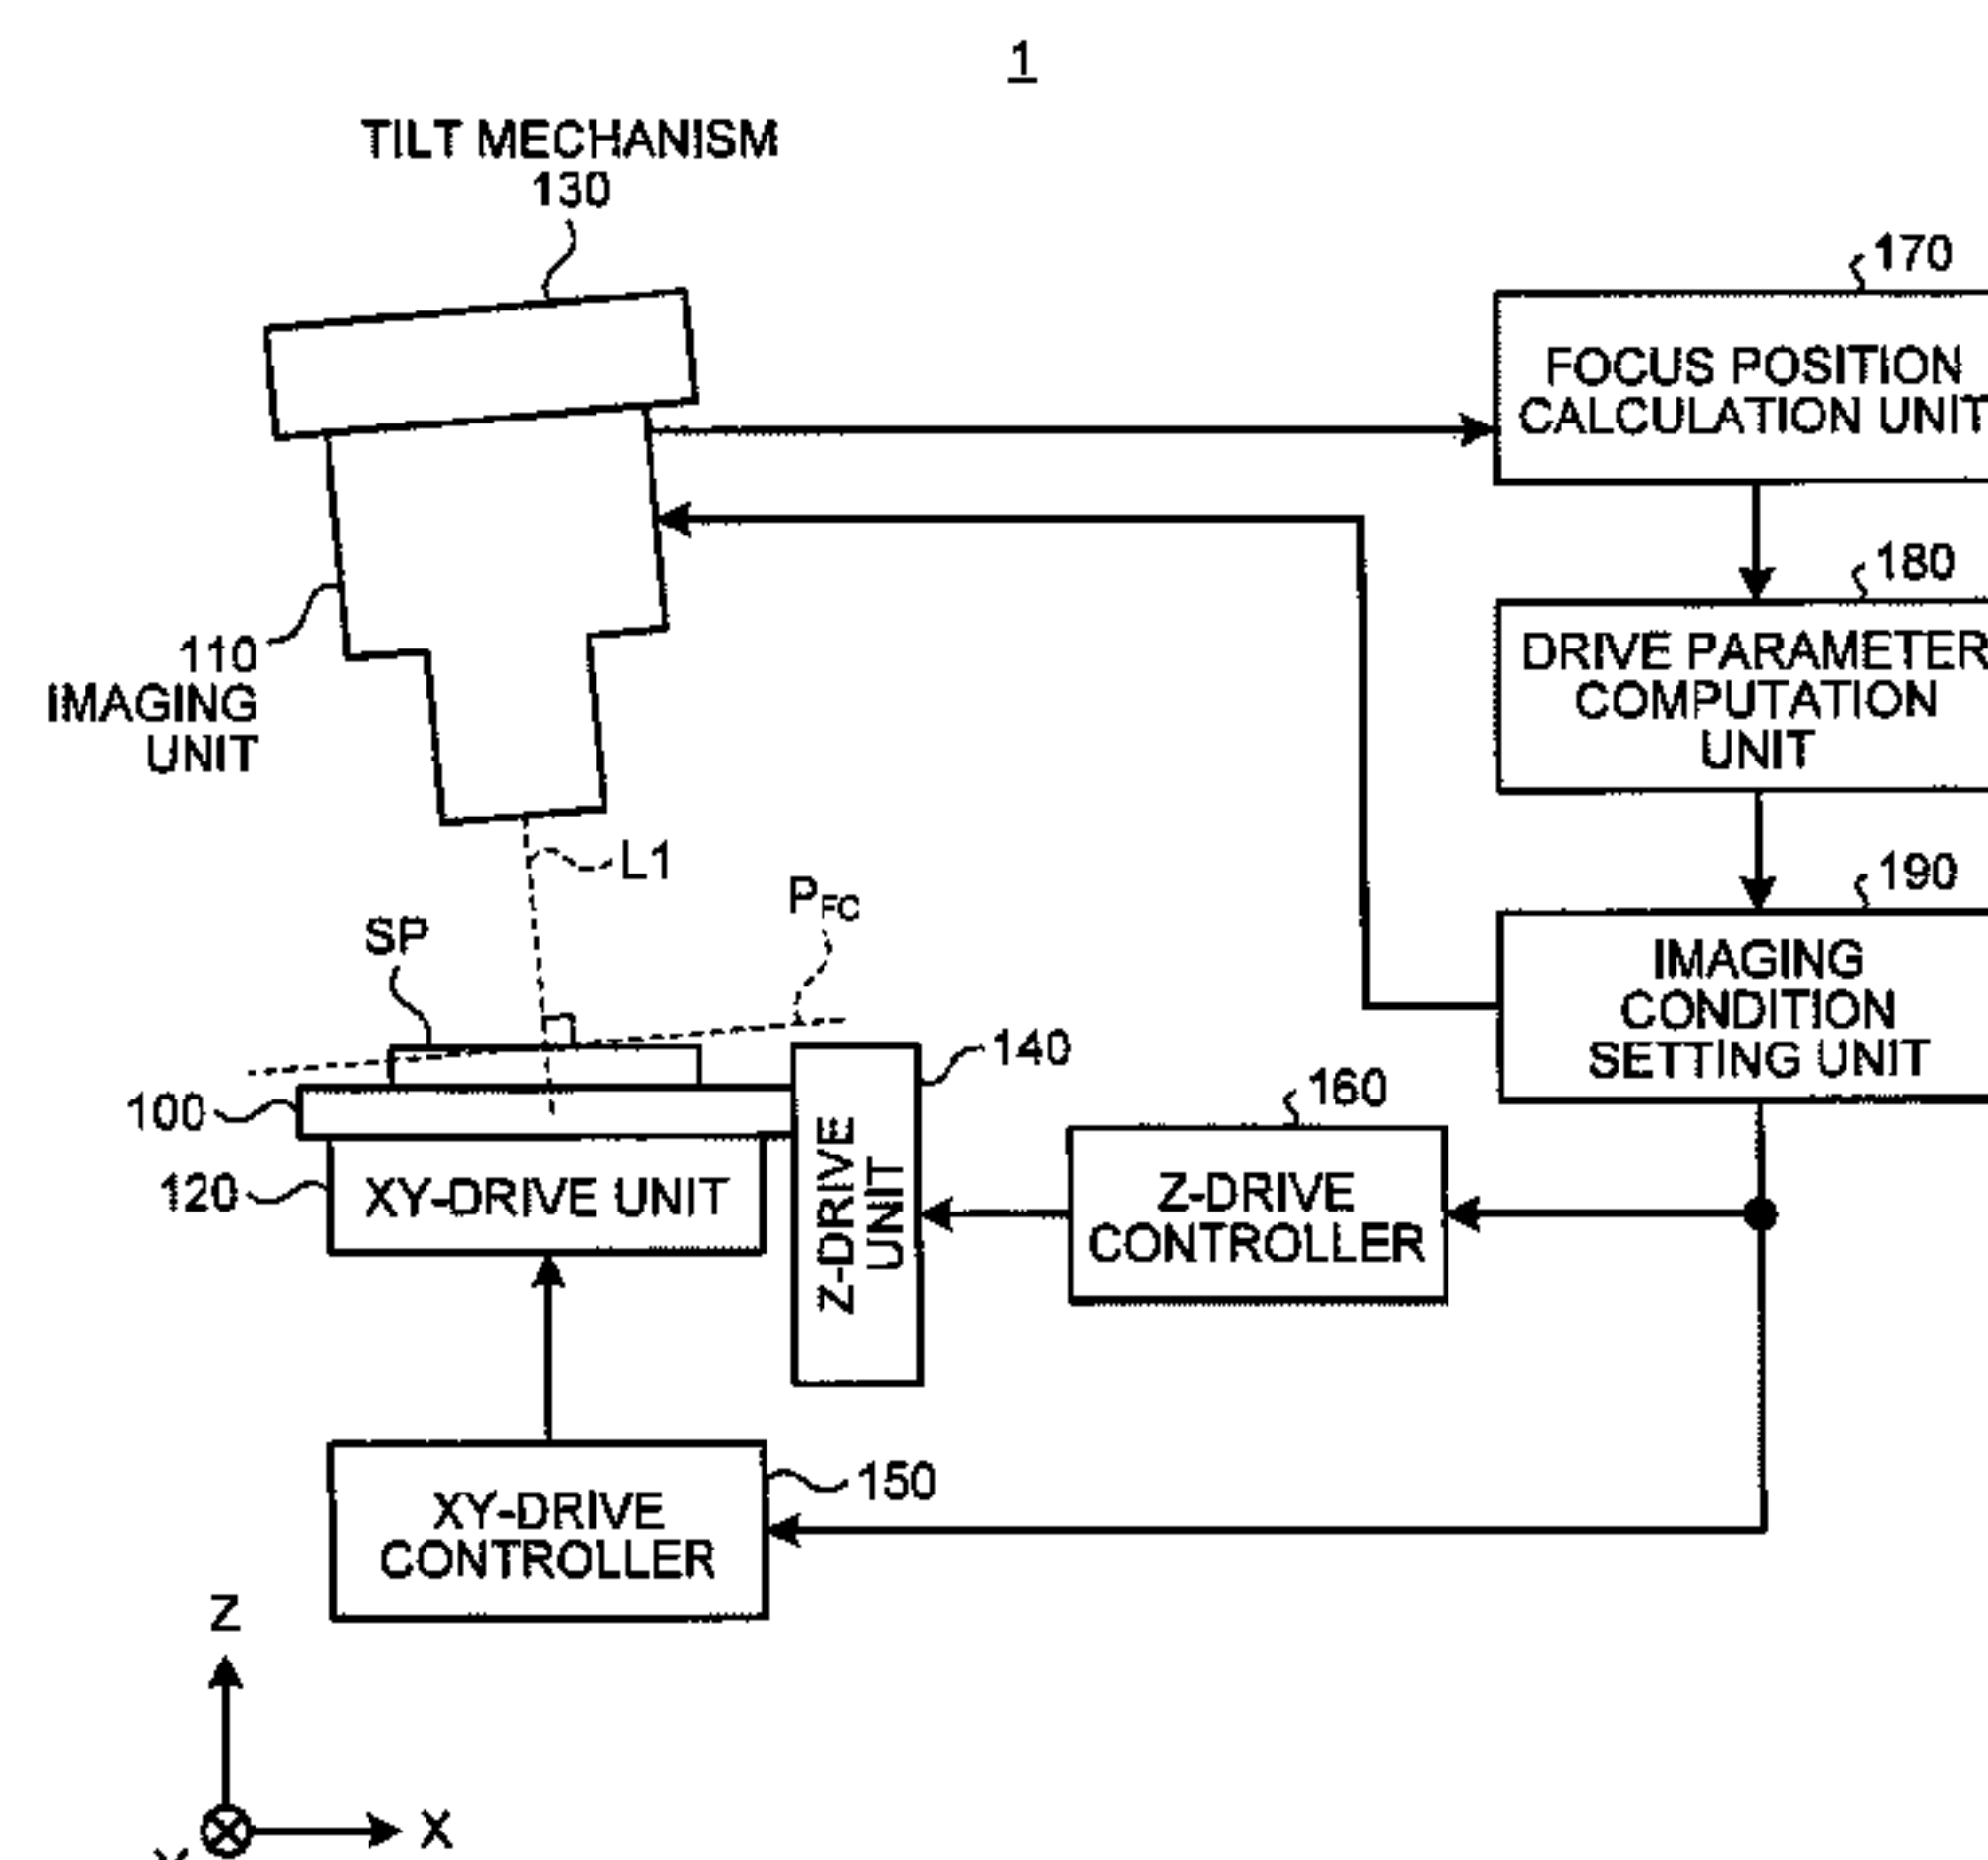 1
TILT MECHANISM
130
170
FOCUS POSITION
CALCULATION UNIT
180
DRIVE PARAMETER
COMPUTATION
UNIT
110
IMAGING
UNIT
L1
P_FC
SP
190
IMAGING
CONDITION
SETTING UNIT
140
100
160
120
XY-DRIVE UNIT
Z-DRIVE
UNIT
Z-DRIVE
CONTROLLER
150
XY-DRIVE
CONTROLLER
Z
X